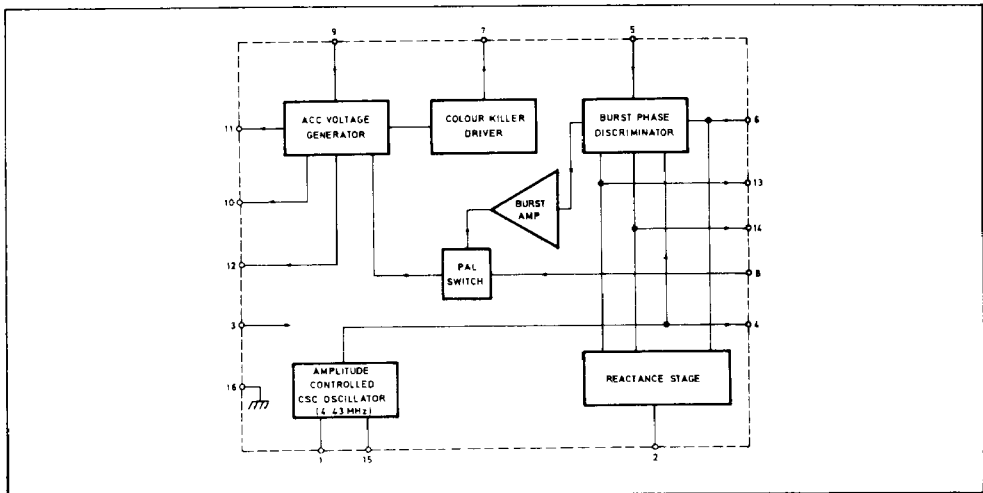 9
7
5
ACC VOLTAGE
GENERATOR
COLOUR KILLER
DRIVER
BURST PHASE
DISCRIMINATOR
11
6
13
BURST
AMP
10
14
PAL
SWITCH
12
8
3
4
AMPLITUDE
CONTROLLED
CSC OSCILLATOR
(4 43MHz)
REACTANCE STAGE
16
1
15
2